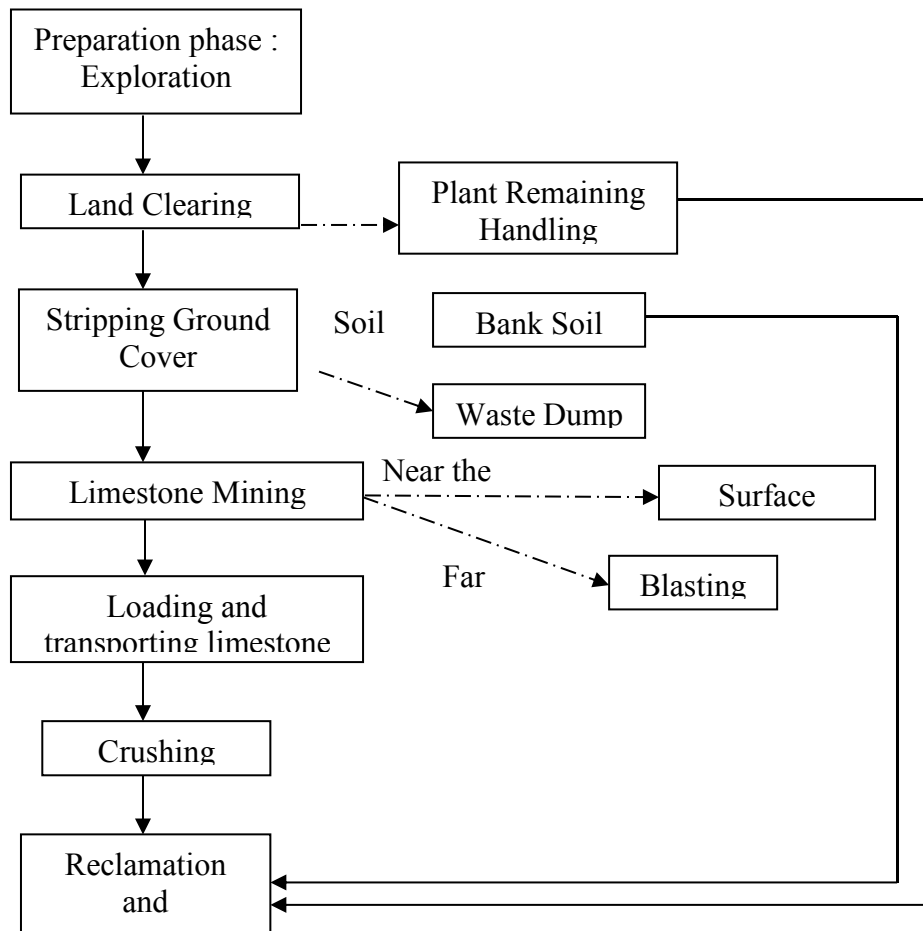 Preparation phase :
Exploration
Land Clearing
Plant Remaining
Handling
Stripping Ground
Cover
Soil
Bank Soil
Waste Dump
Limestone Mining
Near the
Surface
Far
Blasting
Loading and
transporting limestone
Crushing
Reclamation
and